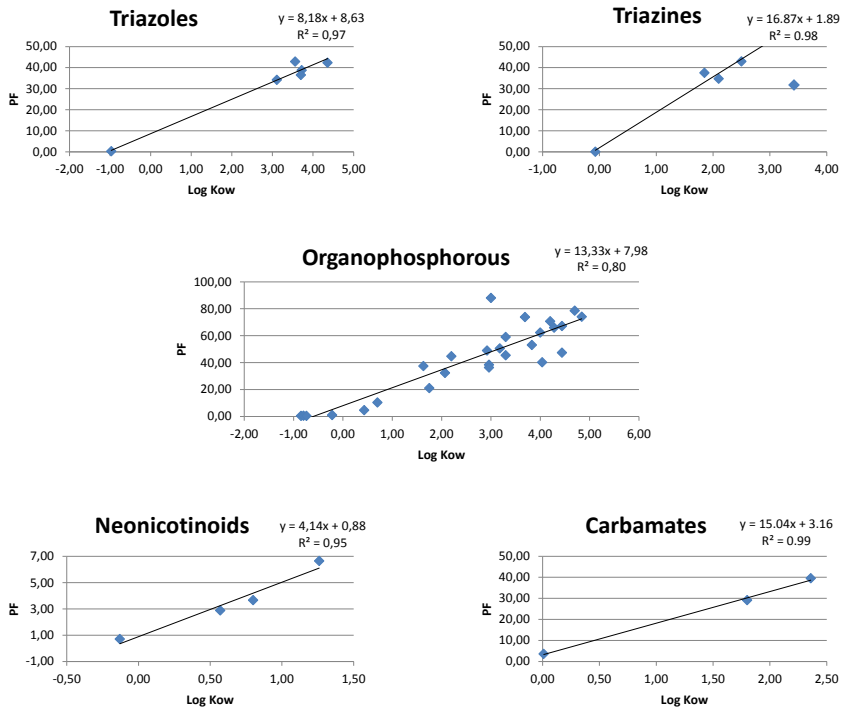 Triazoles
y = 8,18x + 8,63
R² = 0,97
50,00
40,00
30,00
20,00
10,00
0,00
PF
-2,00 -1,00 0,00 1,00 2,00 3,00 4,00 5,00
Log Kow
Triazines
y = 16.87x + 1.89
R² = 0.98
50,00
40,00
30,00
20,00
10,00
0,00
PF
-1,00 0,00 1,00 2,00 3,00 4,00
Log Kow
Organophosphorous
y = 13,33x + 7,98
R² = 0,80
100,00
80,00
60,00
40,00
20,00
0,00
PF
-2,00 -1,00 0,00 1,00 2,00 3,00 4,00 5,00 6,00
Log Kow
Neonicotinoids
y = 4,14x + 0,88
R² = 0,95
7,00
5,00
3,00
1,00
-1,00
PF
-0,50 0,00 0,50 1,00 1,50
Log Kow
Carbamates
y = 15.04x + 3.16
R² = 0.99
50,00
40,00
30,00
20,00
10,00
0,00
PF
0,00 0,50 1,00 1,50 2,00 2,50
Log Kow